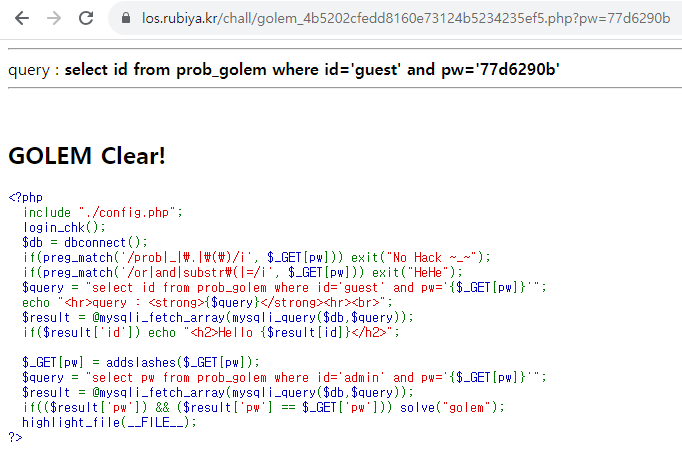 los.rubiya.kr/chall/golem_4b5202cfedd8160e73124b5234235ef5.php?pw=77d6290b
query : select id from prob_golem where id='guest' and pw='77d6290b'
GOLEM Clear!
<?php
  include "./config.php";
  login_chk();
  $db = dbconnect();
  if(preg_match('/prob|_|₩.|₩(₩)/i', $_GET[pw])) exit("No Hack ~_~");
  if(preg_match('/or|and|substr₩(|=/i', $_GET[pw])) exit("HeHe");
  $query = "select id from prob_golem where id='guest' and pw='{$_GET[pw]}'";
  echo "<hr>query : <strong>{$query}</strong><hr><br>";
  $result = @mysqli_fetch_array(mysqli_query($db,$query));
  if($result['id']) echo "<h2>Hello {$result[id]}</h2>";
  $_GET[pw] = addslashes($_GET[pw]);
  $query = "select pw from prob_golem where id='admin' and pw='{$_GET[pw]}'";
  $result = @mysqli_fetch_array(mysqli_query($db,$query));
  if(($result['pw']) && ($result['pw'] == $_GET['pw'])) solve("golem");
  highlight_file(__FILE__);
?>